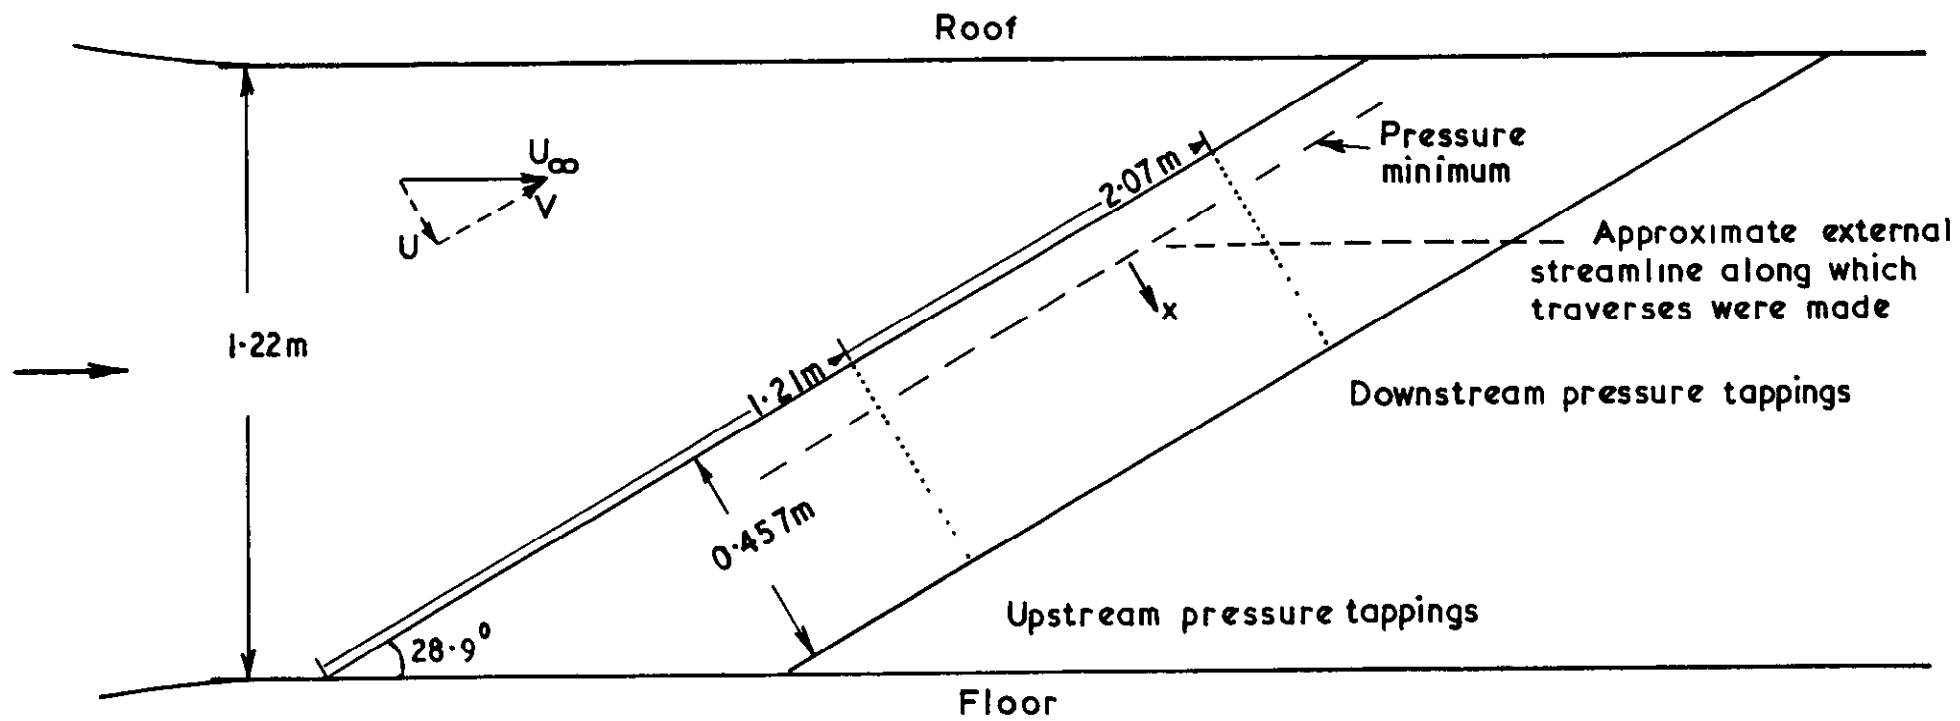 Roof
U∞
V
U
Pressure
minimum
2·07m
Approximate external
streamline along which
traverses were made
x
1·22m
1·21m
Downstream pressure tappings
0·457m
Upstream pressure tappings
28·9°
Floor